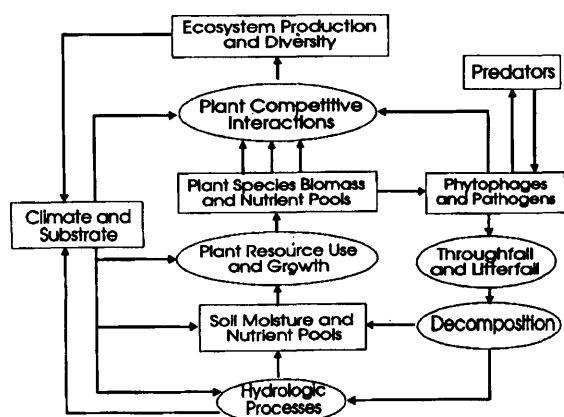 Ecosystem Production
and Diversity
Predators
Plant Competitive
Interactions
Plant Species Biomass
and Nutrient Pools
Phytophages
and Pathogens
Climate and
Substrate
Plant Resource Use
and Growth
Throughfall
and Litterfall
Soil Moisture and
Nutrient Pools
Decomposition
Hydrologic
Processes